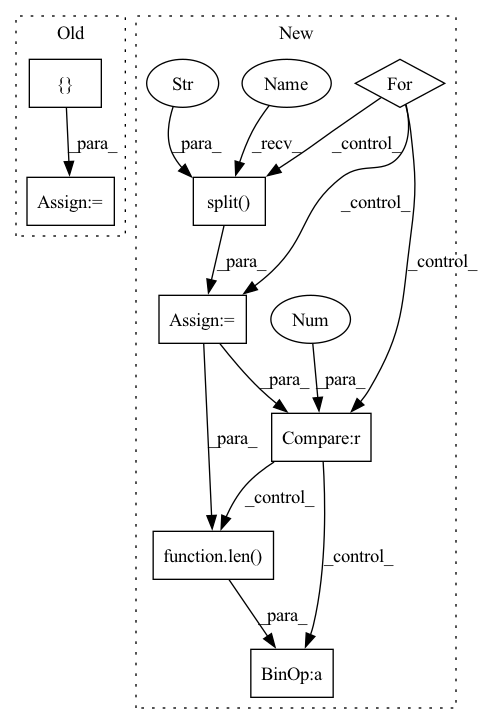 Old
New
{}
Str
Name
For
_para_
_para_
_recv_
_control_
Assign:=
split()
_control_
_para_
_control_
Assign:=
Num
_para_
_para_
_para_
Compare:r
_control_
_control_
function.len()
_para_
BinOp:a